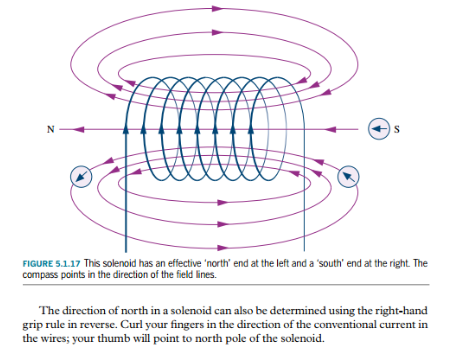 N
S
FIGURE 5.1.17 This solenoid has an effective 'north' end at the left and a 'south' end at the right. The
compass points in the direction of the field lines.
The direction of north in a solenoid can also be determined using the right-hand
grip rule in reverse. Curl your fingers in the direction of the conventional current in
the wires; your thumb will point to north pole of the solenoid.